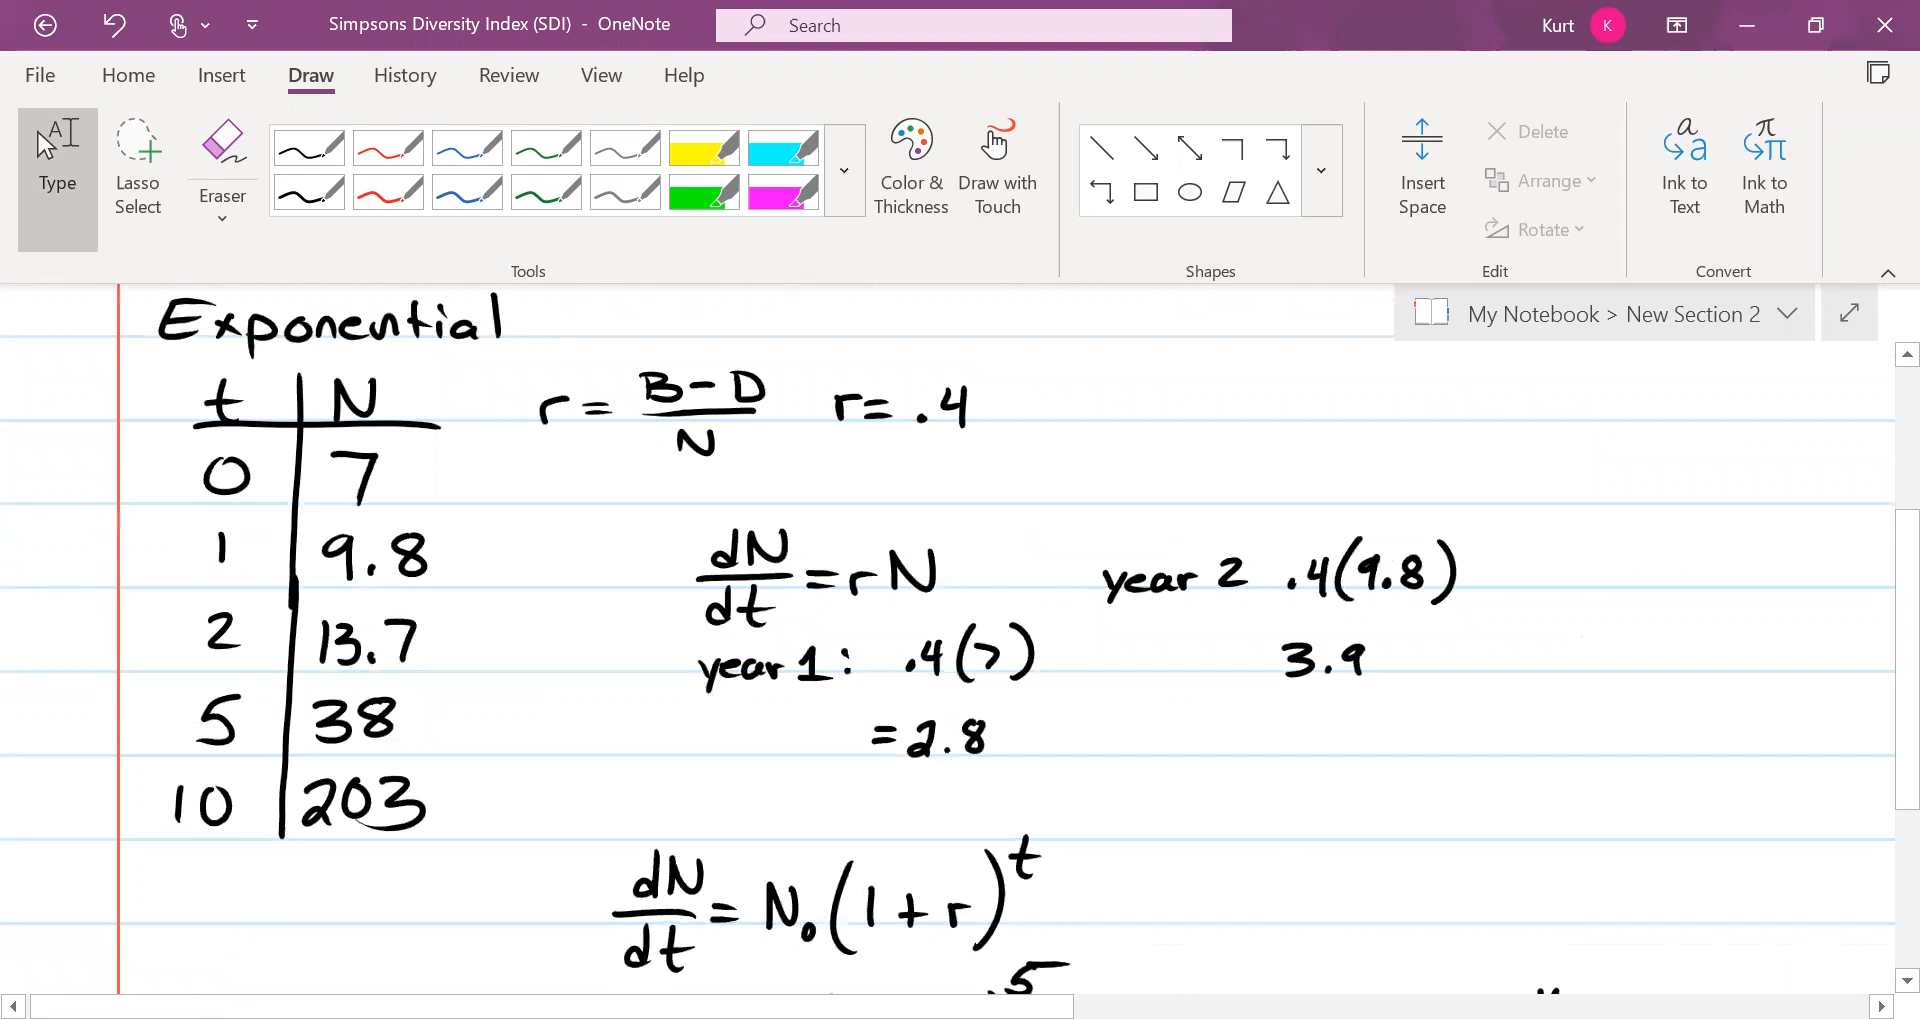 Simpsons Diversity Index (SDI) - OneNote
Search
Kurt K
File Home Insert Draw History Review View Help
Type
Lasso Select
Eraser
Color & Thickness
Draw with Touch
Insert Space
Delete
Arrange
Rotate
Ink to Text
Ink to Math
Tools
Shapes
Edit
Convert
My Notebook > New Section 2
Exponential
t | N
0 | 7
1 | 9.8
2 | 13.7
5 | 38
10 | 203
r = (B - D)/N r = .4
dN/dt = r N
year 1: .4(7)
= 2.8
year 2 .4(9.8)
3.9
dN/dt = N₀(1 + r)^t
5